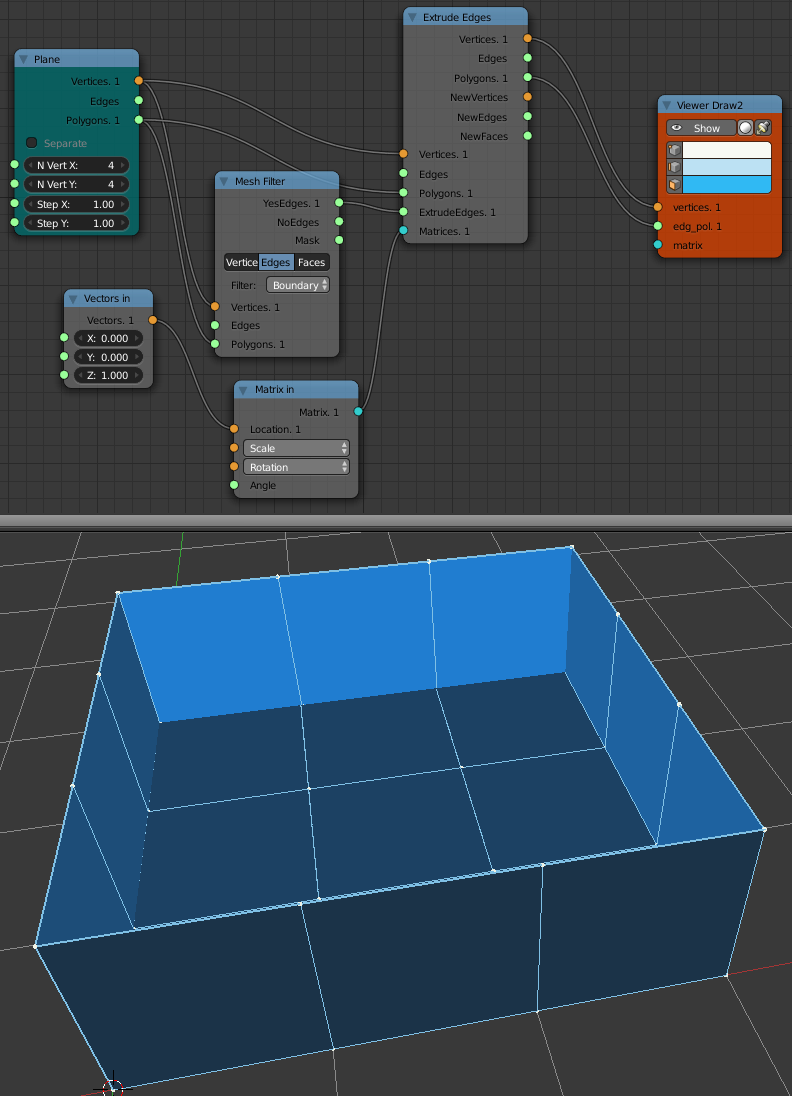 Plane
Vertices. 1
Edges
Polygons. 1
Separate
N Vert X: 4
N Vert Y: 4
Step X: 1.00
Step Y: 1.00
Vectors in
Vectors. 1
X: 0.000
Y: 0.000
Z: 1.000
Mesh Filter
YesEdges. 1
NoEdges
Mask
Vertice Edges Faces
Filter: Boundary
Vertices. 1
Edges
Polygons. 1
Matrix in
Matrix. 1
Location. 1
Scale
Rotation
Angle
Extrude Edges
Vertices. 1
Edges
Polygons. 1
NewVertices
NewEdges
NewFaces
Vertices. 1
Edges
Polygons. 1
ExtrudeEdges. 1
Matrices. 1
Viewer Draw2
Show
vertices. 1
edg_pol. 1
matrix